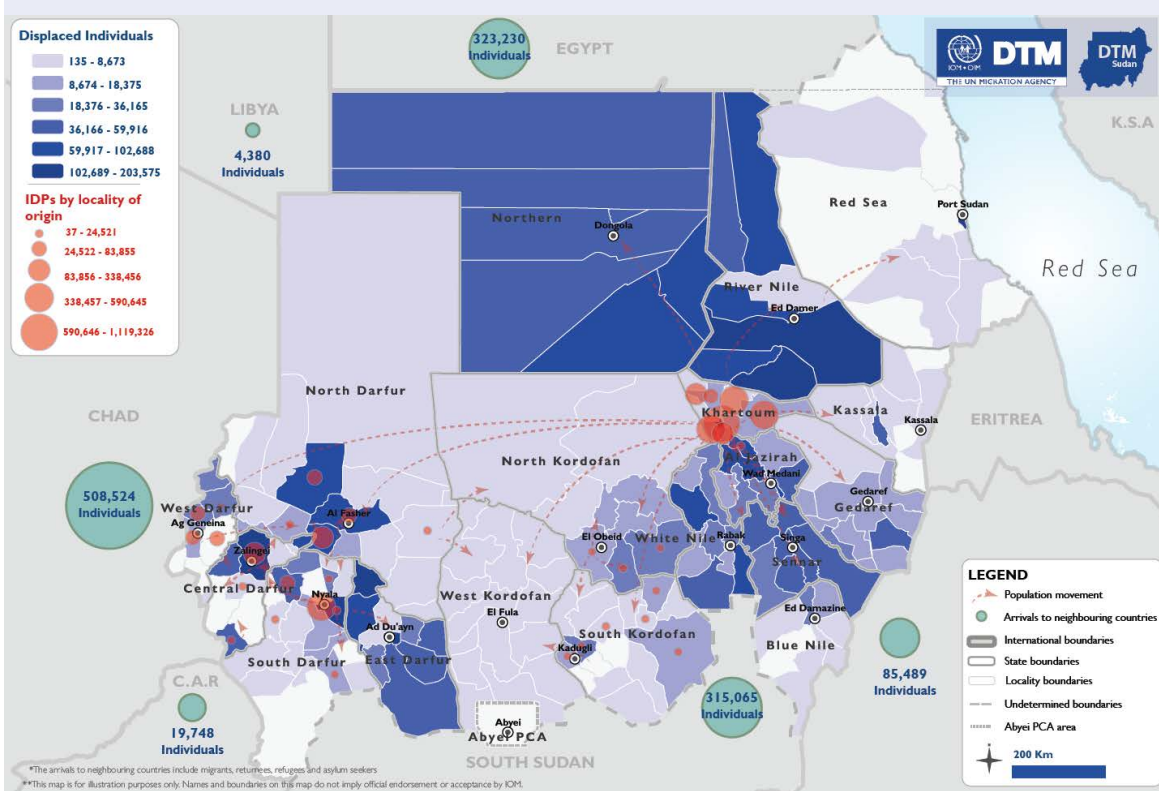 Displaced Individuals
135 - 8,673
8,674 - 18,375
18,376 - 36,165
36,166 - 59,916
59,917 - 102,688
102,689 - 203,575
IDPs by locality of
origin
37 - 24,521
24,522 - 83,855
83,856 - 338,456
338,457 - 590,645
590,646 - 1,119,326
323,230
Individuals
EGYPT
IOM • OIM
DTM
THE UN MIGRATION AGENCY
DTM
Sudan
LIBYA
4,380
Individuals
K.S.A
Red Sea
Port Sudan
Northern
Dongola
Red Sea
River Nile
Ed Damer
North Darfur
CHAD
Khartoum
Kassala
Kassala
ERITREA
North Kordofan
Al Jazirah
Wad Medani
508,524
Individuals
West Darfur
Ag Geneina
Al Fasher
Gedaref
Gedaref
El Obeid
White Nile
Rabak
Singa
Sennar
Zalingei
Central Darfur
Nyala
West Kordofan
El Fula
Ed Damazine
Ad Du'ayn
South Kordofan
Kadugli
Blue Nile
South Darfur
East Darfur
C.A.R
19,748
Individuals
315,065
Individuals
85,489
Individuals
Abyei
Abyei PCA
SOUTH SUDAN
LEGEND
Population movement
Arrivals to neighbouring countries
International boundaries
State boundaries
Locality boundaries
Undetermined boundaries
Abyei PCA area
200 Km
*The arrivals to neighbouring countries include migrants, returnees, refugees and asylum seekers
**This map is for illustration purposes only. Names and boundaries on this map do not imply official endorsement or acceptance by IOM.